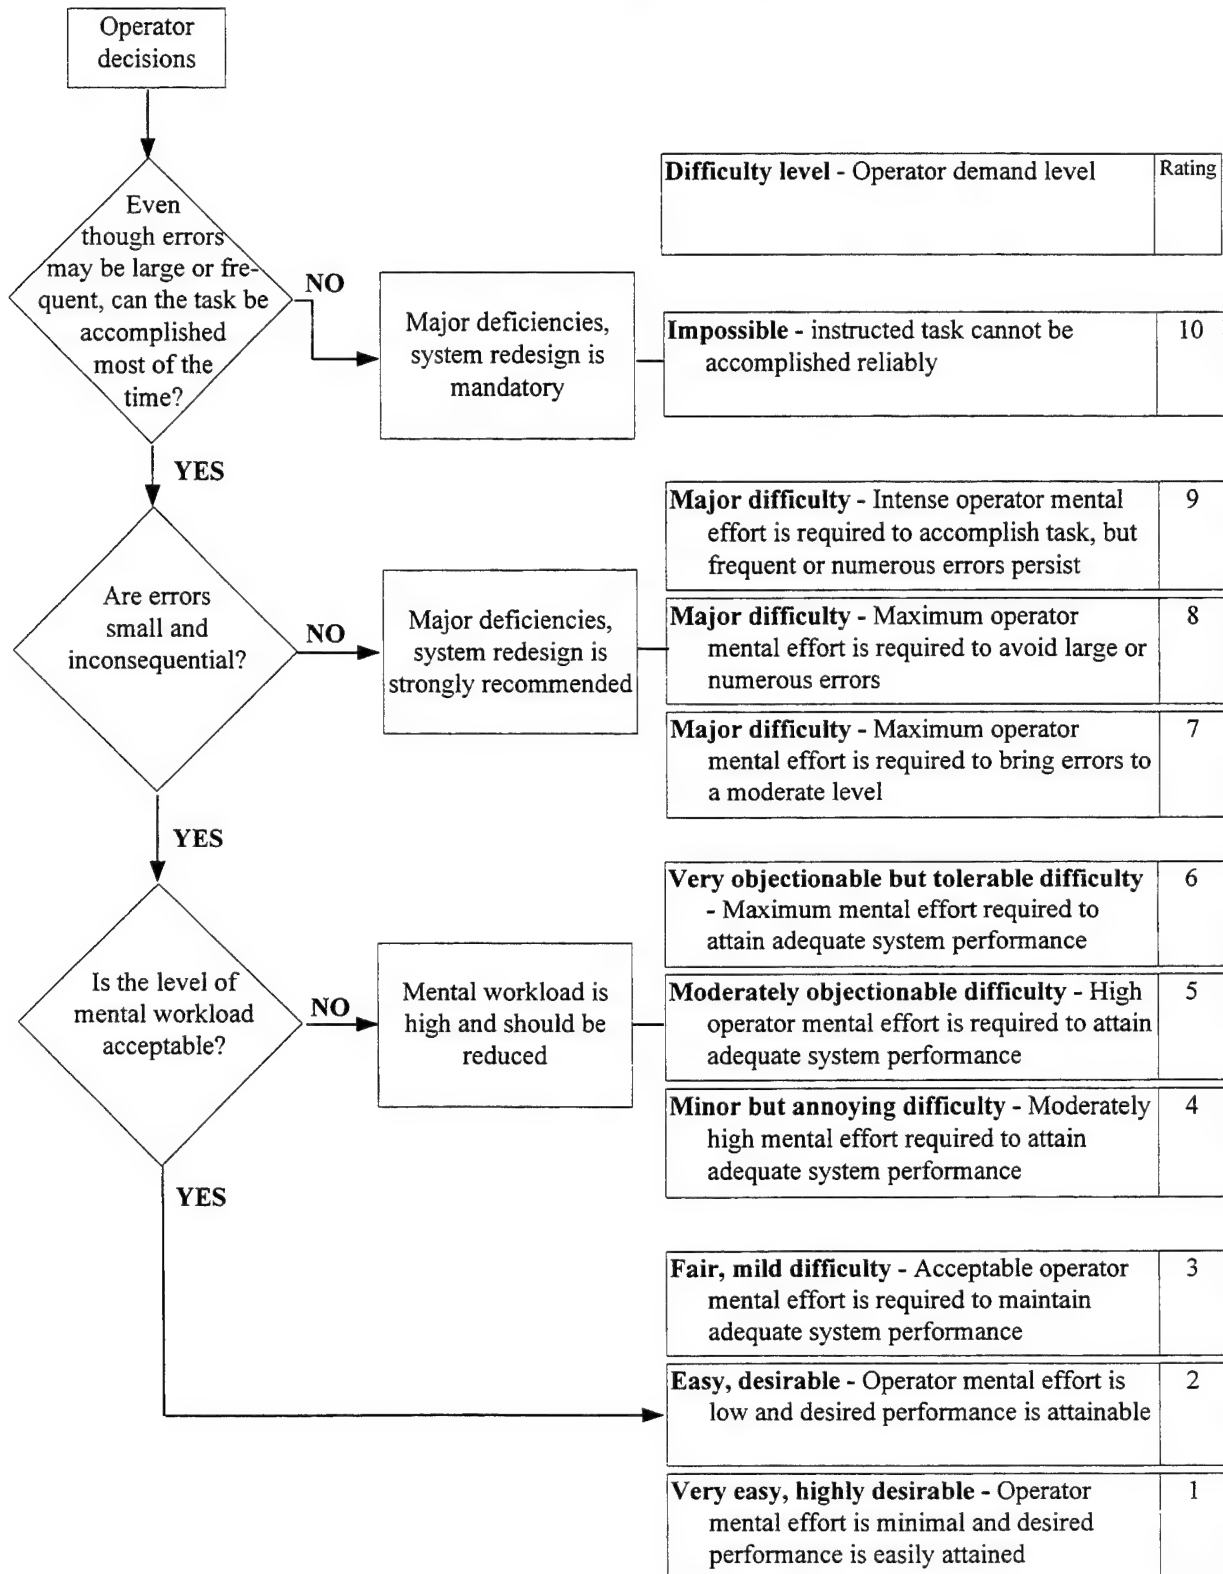 Operator
decisions
Even
though errors
may be large or fre-
quent, can the task be
accomplished
most of the
time?
NO
Major deficiencies,
system redesign is
mandatory
Difficulty level - Operator demand level
Rating
Impossible - instructed task cannot be
accomplished reliably
10
YES
Are errors
small and
inconsequential?
NO
Major deficiencies,
system redesign is
strongly recommended
Major difficulty - Intense operator mental
effort is required to accomplish task, but
frequent or numerous errors persist
9
Major difficulty - Maximum operator
mental effort is required to avoid large or
numerous errors
8
Major difficulty - Maximum operator
mental effort is required to bring errors to
a moderate level
7
YES
Is the level of
mental workload
acceptable?
NO
Mental workload is
high and should be
reduced
Very objectionable but tolerable difficulty
- Maximum mental effort required to
attain adequate system performance
6
Moderately objectionable difficulty - High
operator mental effort is required to attain
adequate system performance
5
Minor but annoying difficulty - Moderately
high mental effort required to attain
adequate system performance
4
YES
Fair, mild difficulty - Acceptable operator
mental effort is required to maintain
adequate system performance
3
Easy, desirable - Operator mental effort is
low and desired performance is attainable
2
Very easy, highly desirable - Operator
mental effort is minimal and desired
performance is easily attained
1